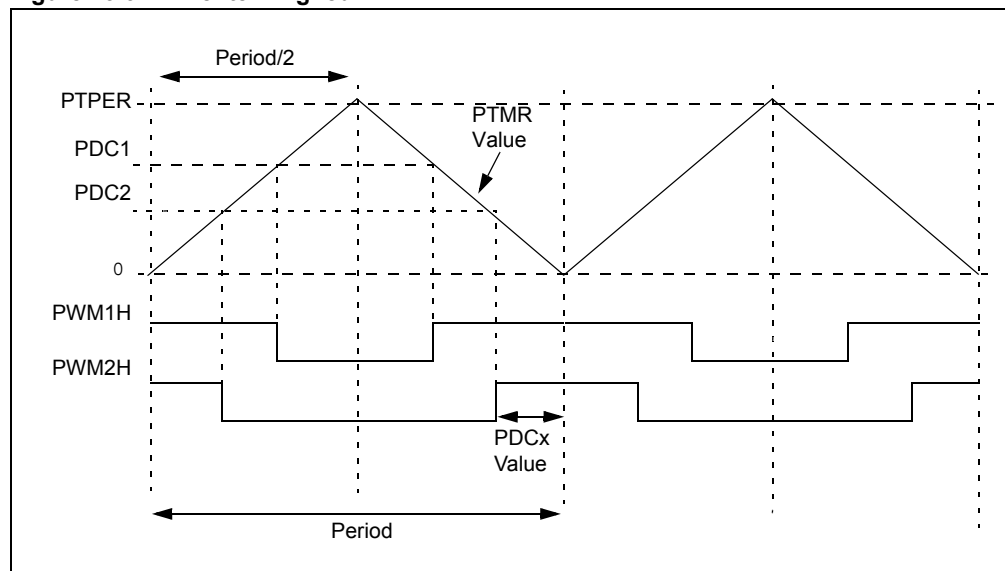 Period/2
PTPER
PTMR
Value
PDC1
PDC2
0
PWM1H
PWM2H
PDCx
Value
Period